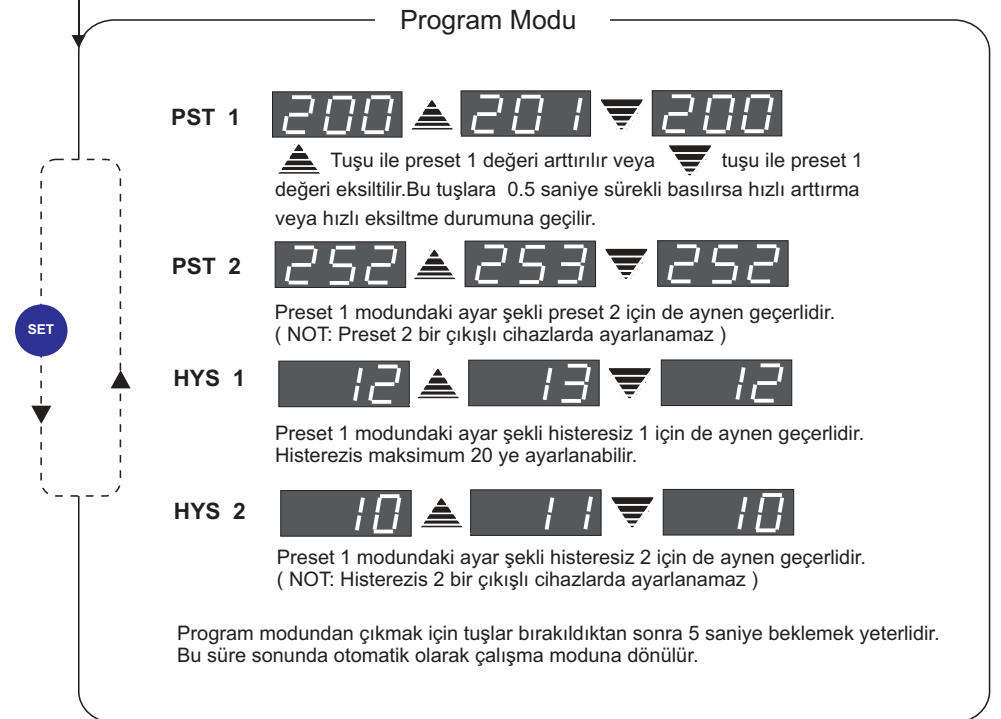 Program Modu
PST 1 200 201 200
Tuşu ile preset 1 değeri arttırılır veya tuşu ile preset 1
değeri eksiltilir.Bu tuşlara 0.5 saniye sürekli basılırsa hızlı arttırma
veya hızlı eksiltme durumuna geçilir.
PST 2 252 253 252
Preset 1 modundaki ayar şekli preset 2 için de aynen geçerlidir.
( NOT: Preset 2 bir çıkışlı cihazlarda ayarlanamaz )
SET
HYS 1 12 13 12
Preset 1 modundaki ayar şekli histeresiz 1 için de aynen geçerlidir.
Histerezis maksimum 20 ye ayarlanabilir.
HYS 2 10 11 10
Preset 1 modundaki ayar şekli histeresiz 2 için de aynen geçerlidir.
( NOT: Histerezis 2 bir çıkışlı cihazlarda ayarlanamaz )
Program modundan çıkmak için tuşlar bırakıldıktan sonra 5 saniye beklemek yeterlidir.
Bu süre sonunda otomatik olarak çalışma moduna dönülür.